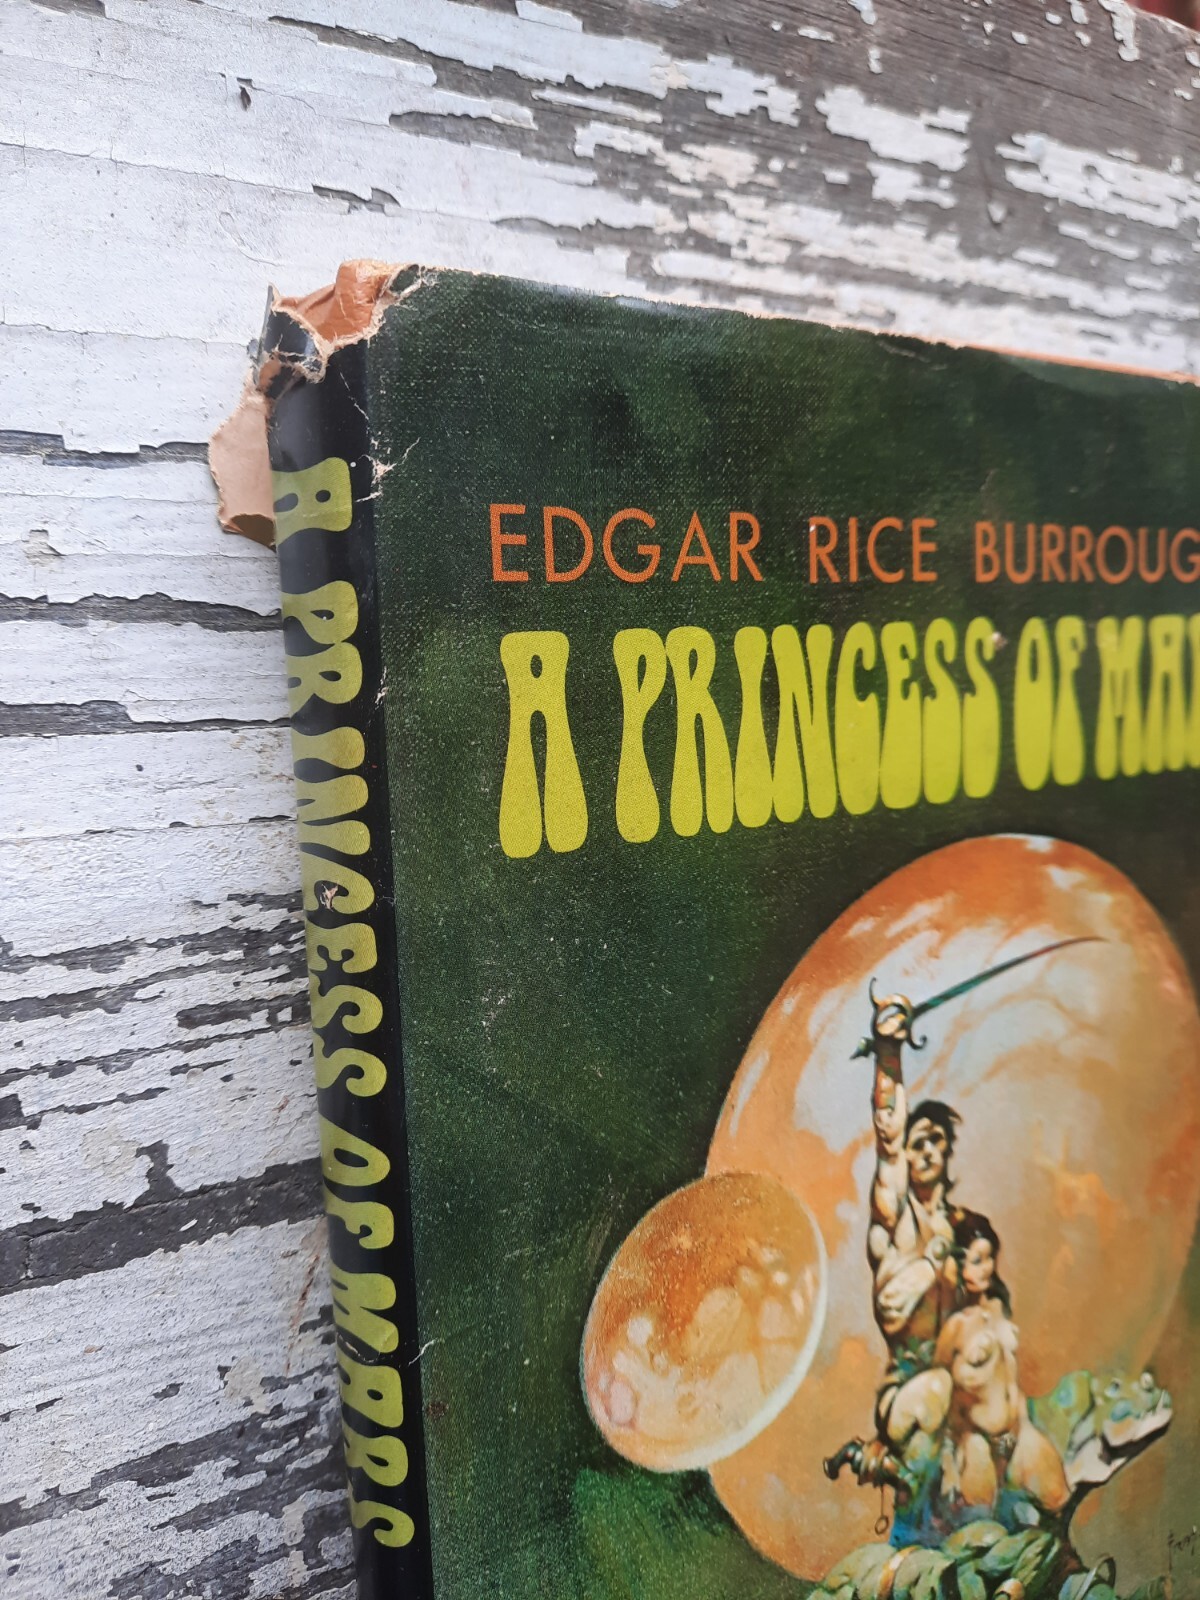 A PRINCESS OF MARS
EDGAR RICE BURROUG
A PRINCESS OF MA